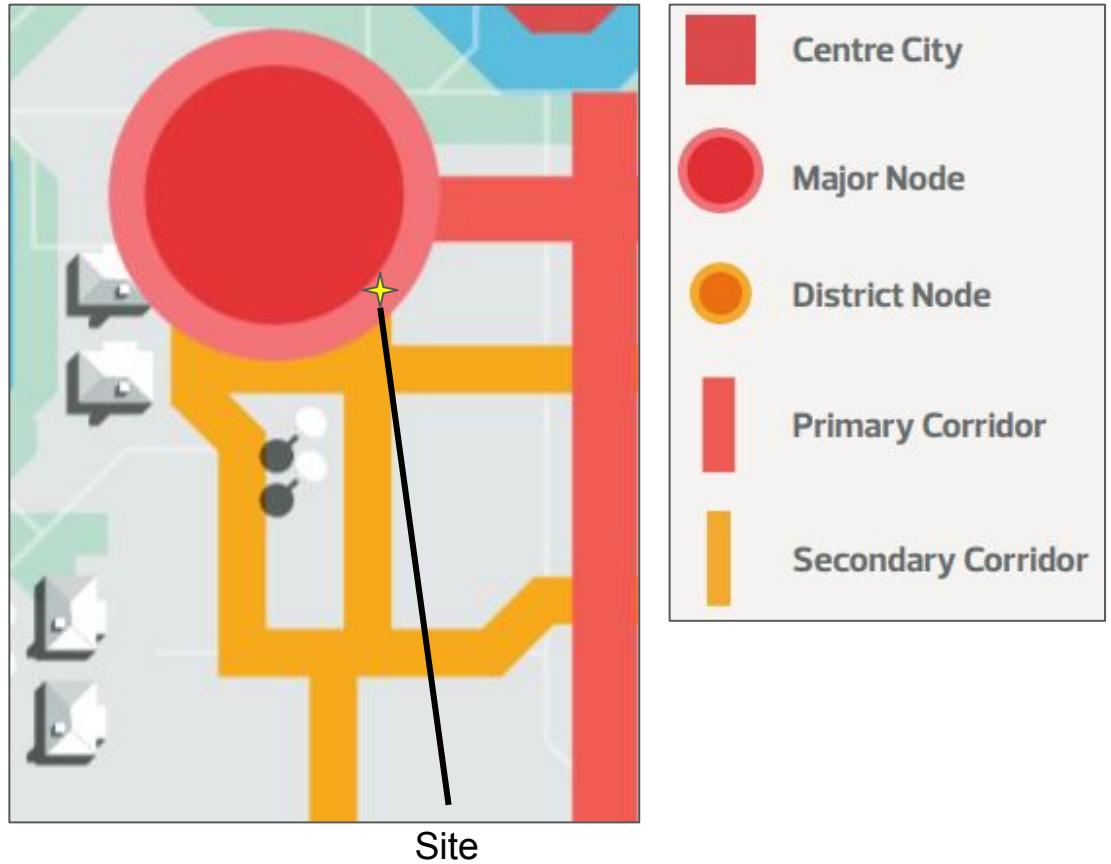 Centre City
Major Node
District Node
Primary Corridor
Secondary Corridor
Site